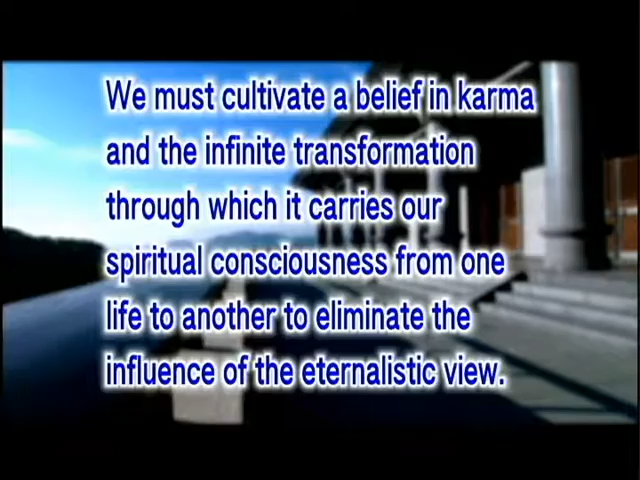 We must cultivate a belief in karma
and the infinite transformation
through which it carries our
spiritual consciousness from one
life to another to eliminate the
influence of the eternalistic view.